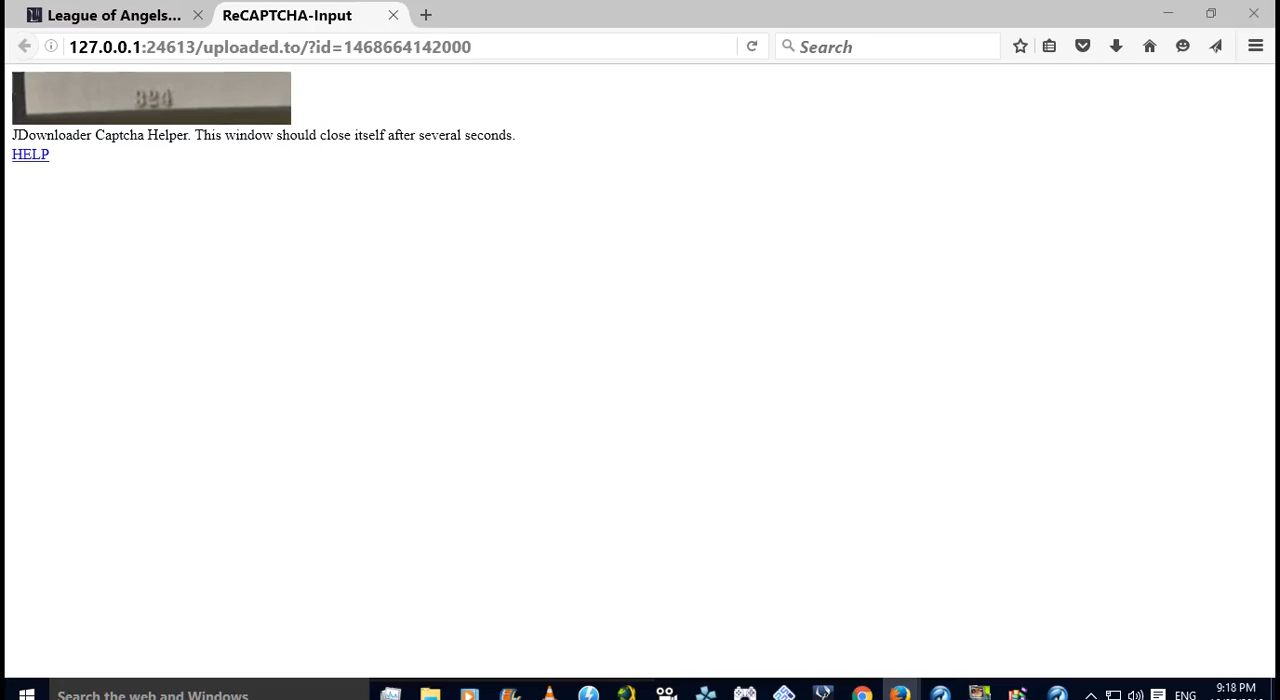 League of Angels...
ReCAPTCHA-Input
127.0.0.1:24613/uploaded.to/?id=1468664142000
Search
324
JDownloader Captcha Helper. This window should close itself after several seconds.
HELP
Search the web and Windows
ENG
9:18 PM